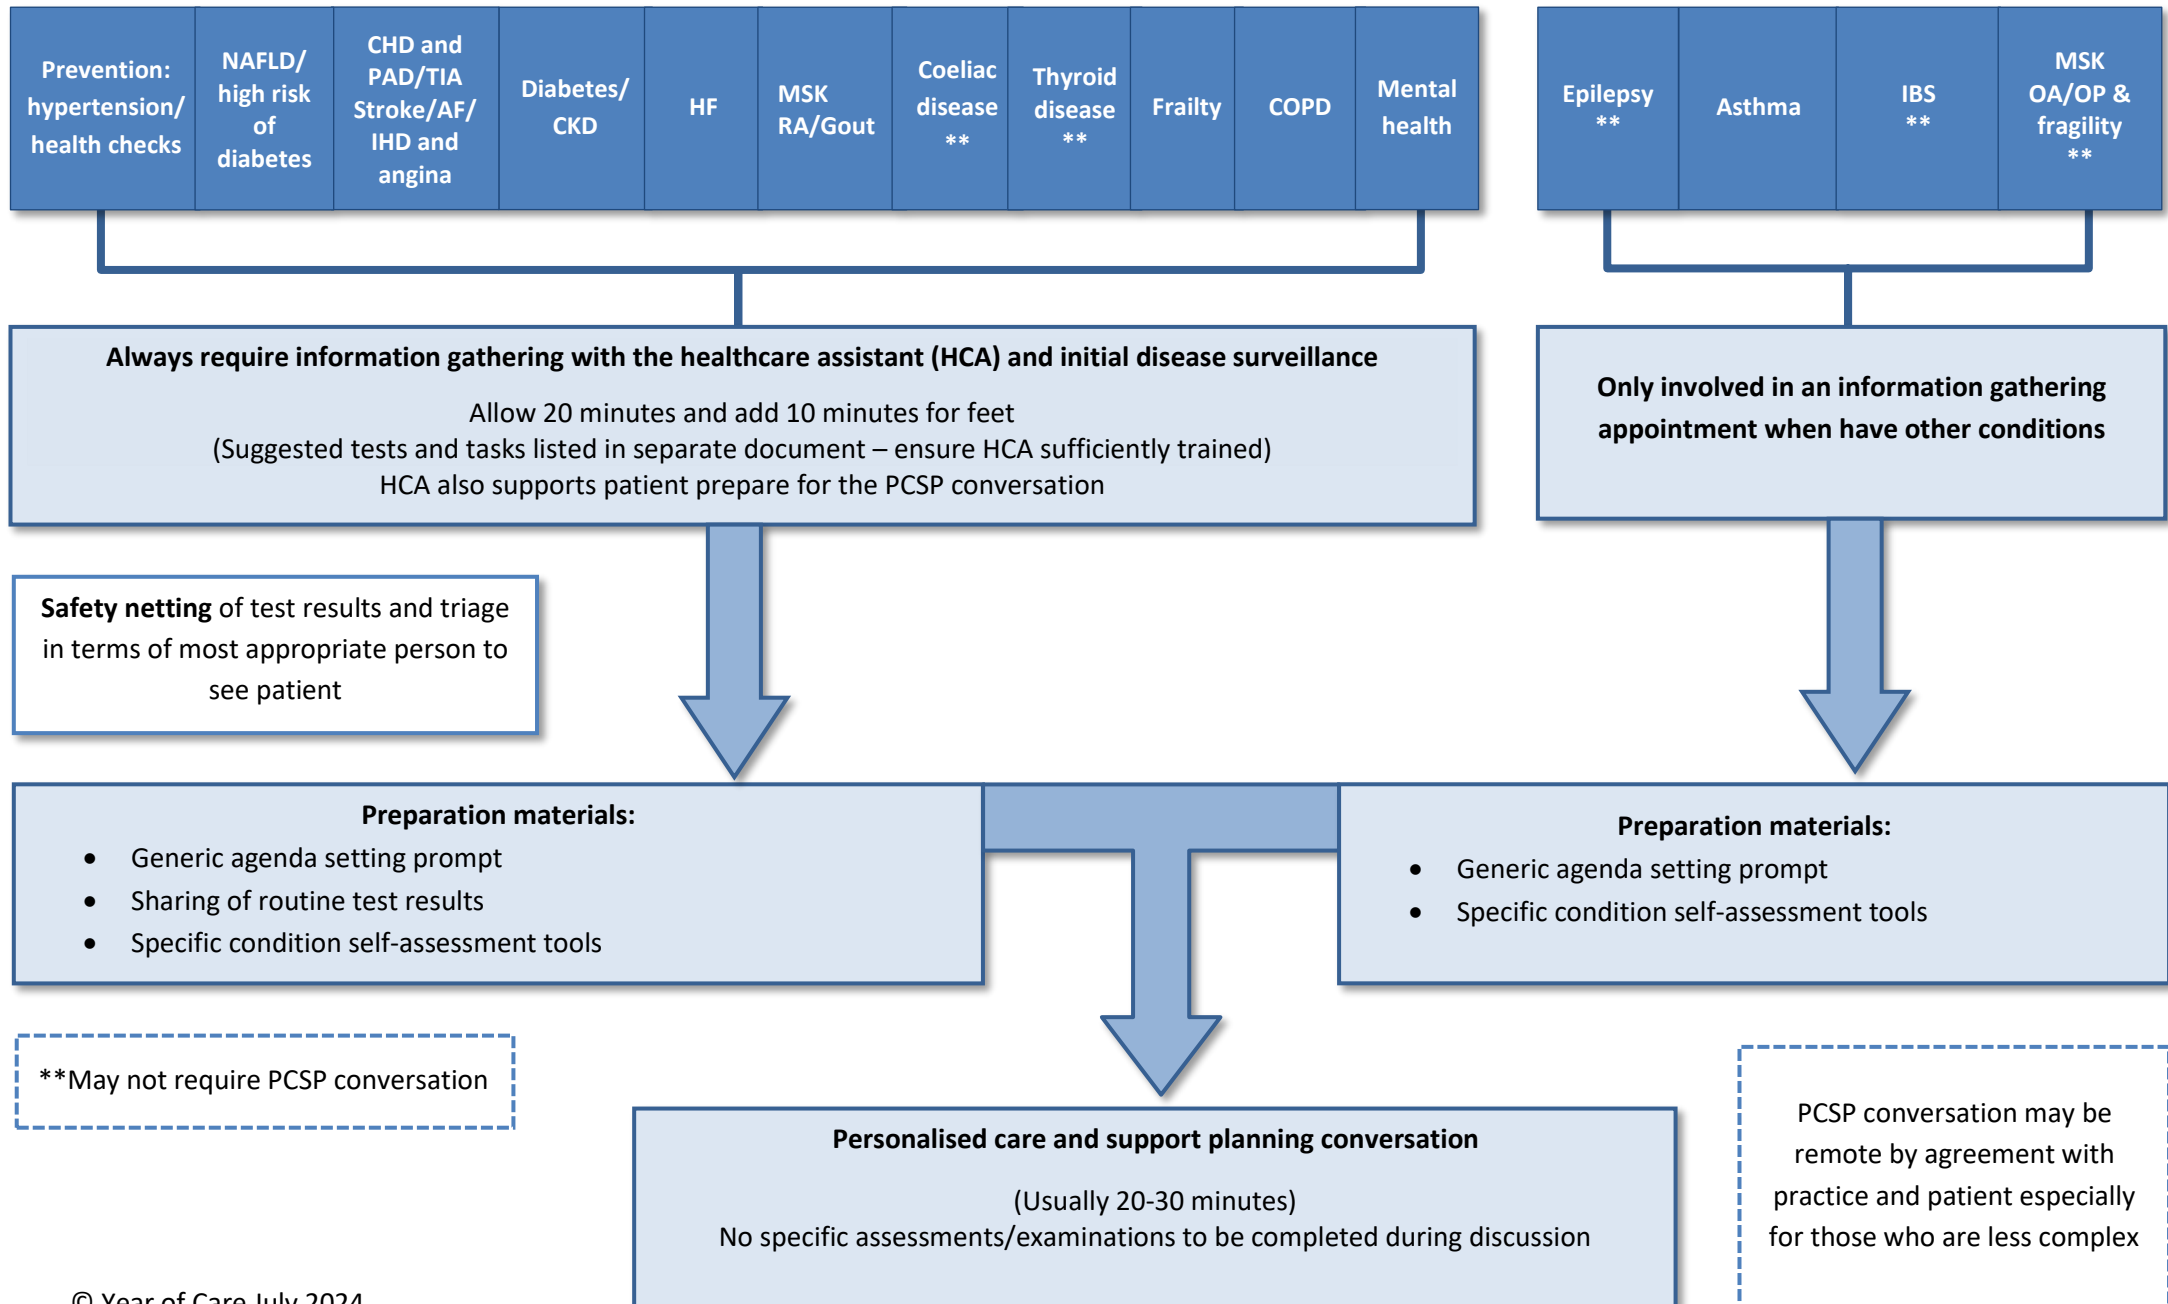 Prevention:
hypertension/
health checks
NAFLD/
high risk
of
diabetes
CHD and
PAD/TIA
Stroke/AF/
IHD and
angina
Diabetes/
CKD
HF
MSK
RA/Gout
Coeliac
disease
**
Thyroid
disease
**
Frailty
COPD
Mental
health
Epilepsy
**
Asthma
IBS
**
MSK
OA/OP &
fragility
**
Always require information gathering with the healthcare assistant (HCA) and initial disease surveillance
Allow 20 minutes and add 10 minutes for feet
(Suggested tests and tasks listed in separate document – ensure HCA sufficiently trained)
HCA also supports patient prepare for the PCSP conversation
Only involved in an information gathering
appointment when have other conditions
Safety netting of test results and triage
in terms of most appropriate person to
see patient
Preparation materials:
• Generic agenda setting prompt
• Sharing of routine test results
• Specific condition self-assessment tools
Preparation materials:
• Generic agenda setting prompt
• Specific condition self-assessment tools
**May not require PCSP conversation
Personalised care and support planning conversation
(Usually 20-30 minutes)
No specific assessments/examinations to be completed during discussion
PCSP conversation may be
remote by agreement with
practice and patient especially
for those who are less complex
© Year of Care July 2024